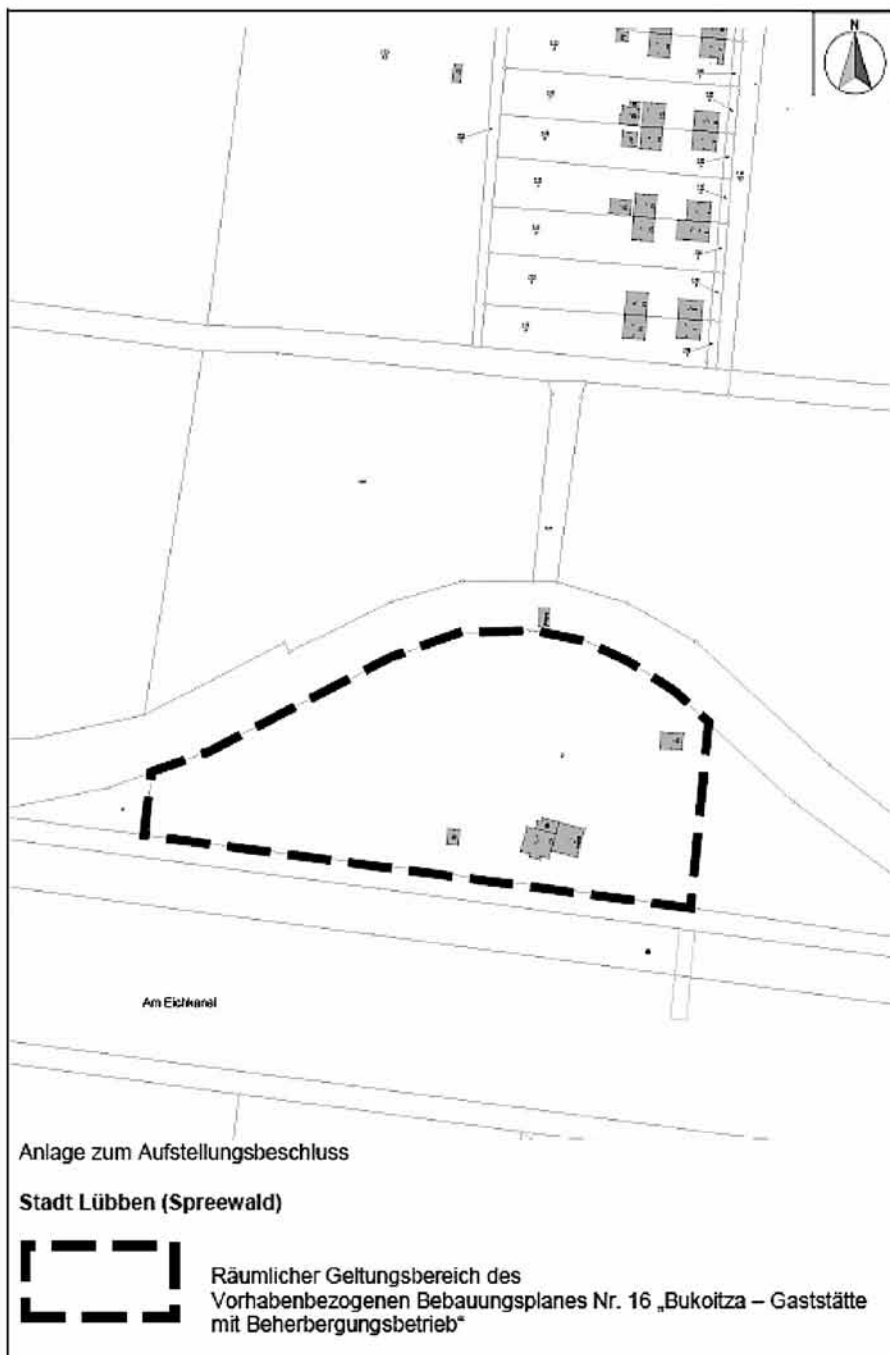 N
Am Eichkanal
Anlage zum Aufstellungsbeschluss
Stadt Lübben (Spreewald)
Räumlicher Geltungsbereich des
Vorhabenbezogenen Bebauungsplanes Nr. 16 „Bukoitza – Gaststätte
mit Beherbergungsbetrieb“